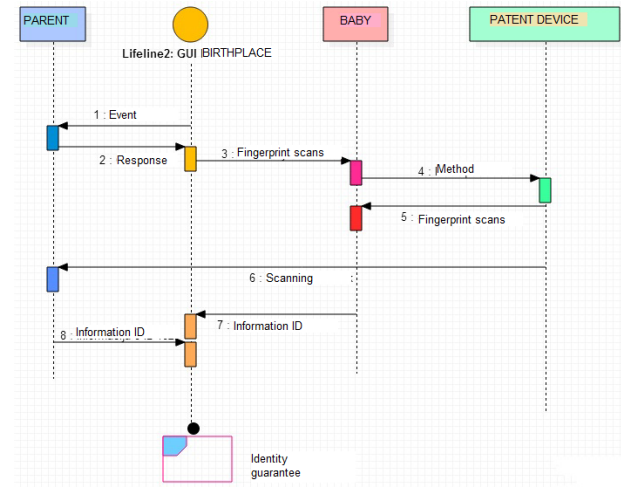 PARENT
BABY
PATENT DEVICE
Lifeline2: GUI BIRTHPLACE
1 : Event
2 : Response
3 : Fingerprint scans
4 : Method
5 : Fingerprint scans
6 : Scanning
7 : Information ID
8 : Information ID
Identity
guarantee